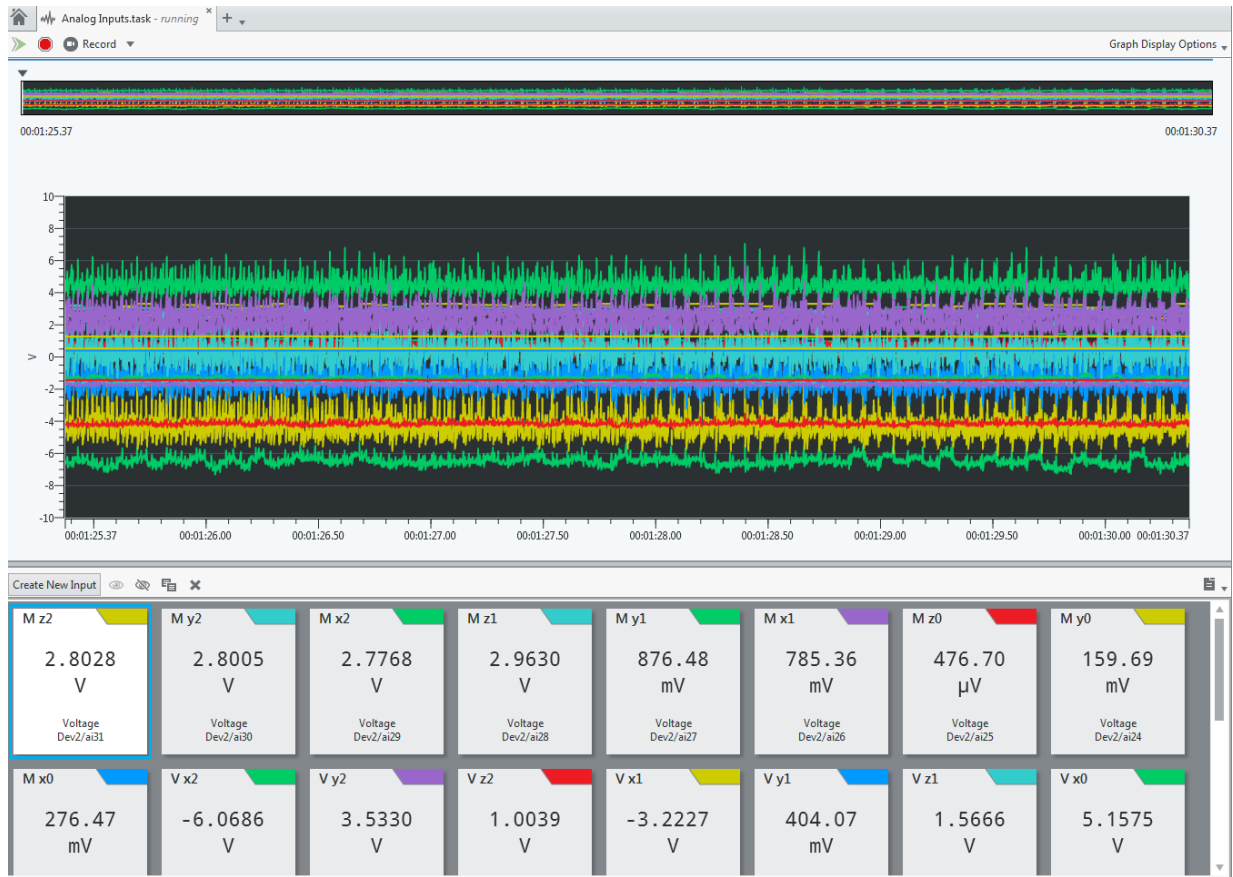 Analog Inputs.task - running × +
Record
Graph Display Options
00:01:25.37 00:01:30.37
10
8
6
4
2
V 0
-2
-4
-6
-8
-10
00:01:25.37 00:01:26.00 00:01:26.50 00:01:27.00 00:01:27.50 00:01:28.00 00:01:28.50 00:01:29.00 00:01:29.50 00:01:30.00 00:01:30.37
Create New Input
M z2 M y2 M x2 M z1 M y1 M x1 M z0 M y0
2.8028 2.8005 2.7768 2.9630 876.48 785.36 476.70 159.69
V V V V mV mV µV mV
Voltage Voltage Voltage Voltage Voltage Voltage Voltage Voltage
Dev2/ai31 Dev2/ai30 Dev2/ai29 Dev2/ai28 Dev2/ai27 Dev2/ai26 Dev2/ai25 Dev2/ai24
M x0 V x2 V y2 V z2 V x1 V y1 V z1 V x0
276.47 -6.0686 3.5330 1.0039 -3.2227 404.07 1.5666 5.1575
mV V V V V mV V V